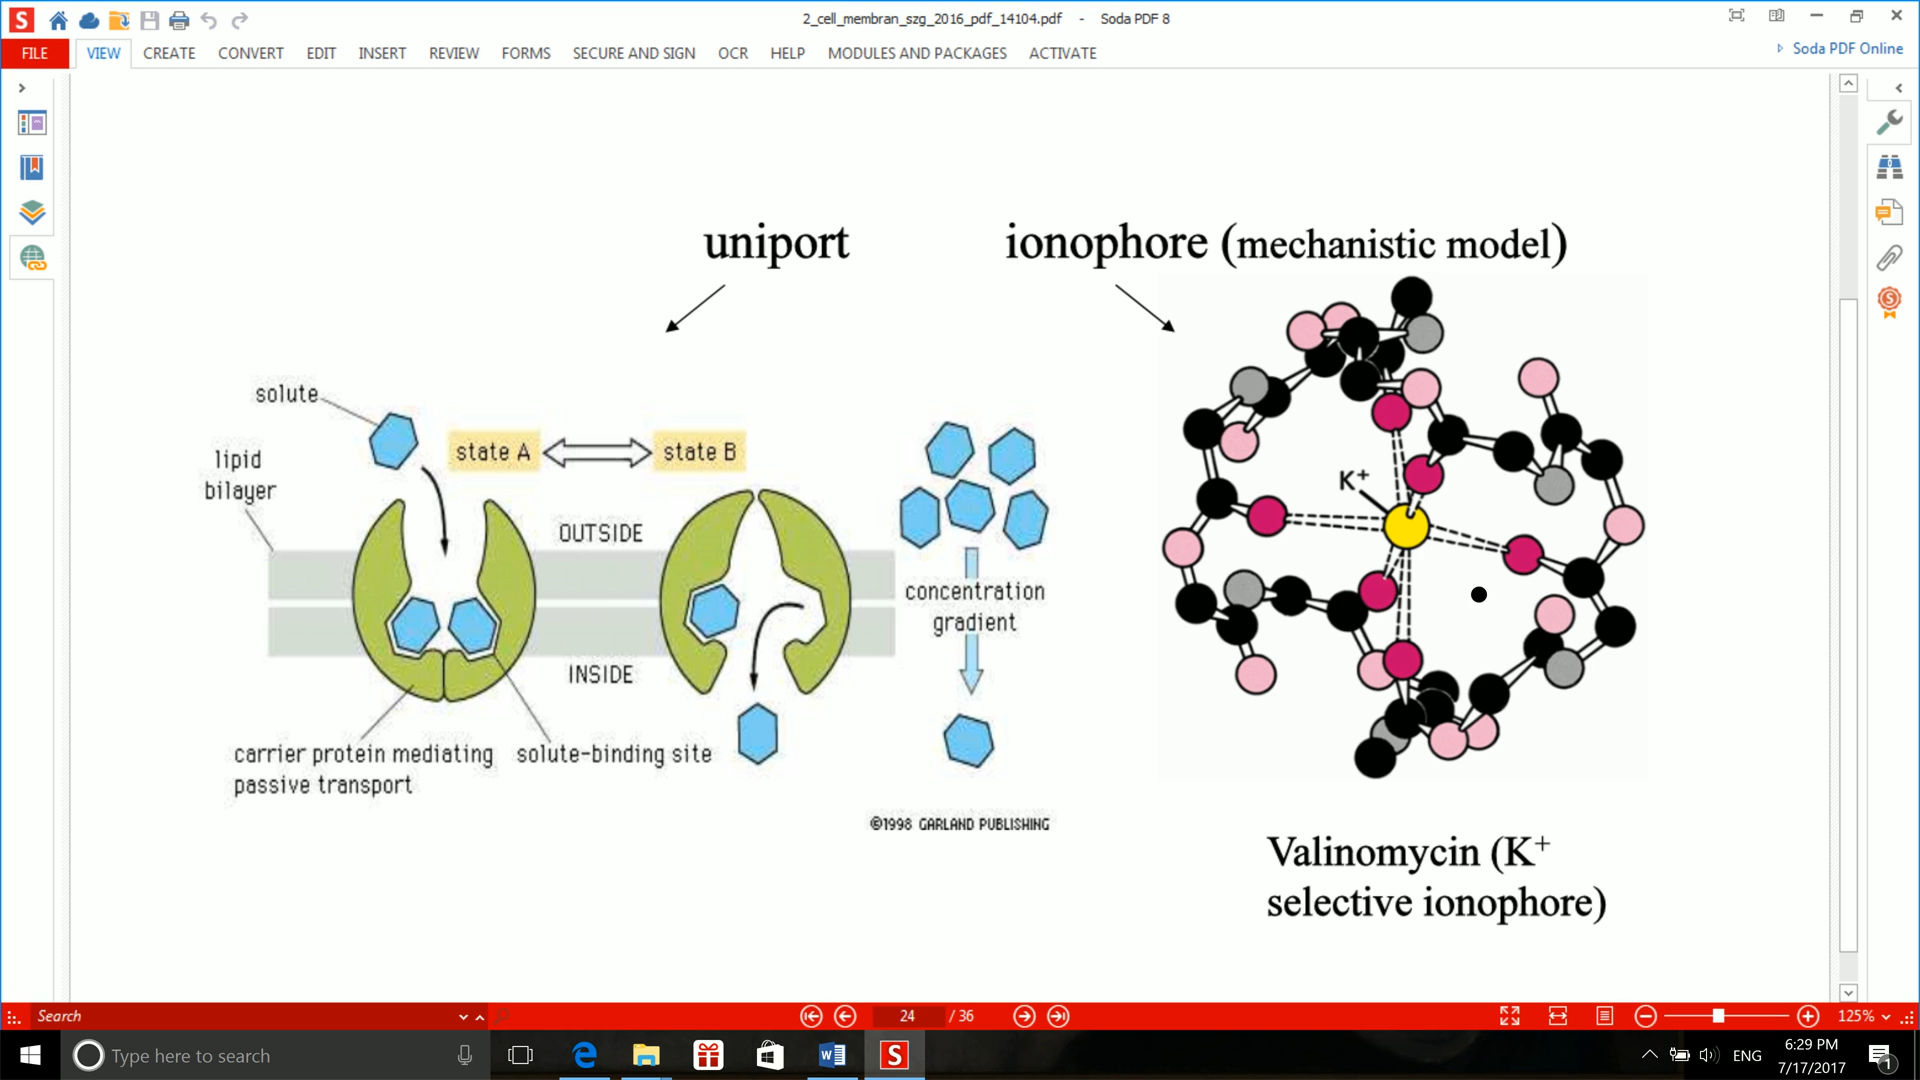 2_cell_membran_szg_2016_pdf_14104.pdf - Soda PDF 8
FILE VIEW CREATE CONVERT EDIT INSERT REVIEW FORMS SECURE AND SIGN OCR HELP MODULES AND PACKAGES ACTIVATE
Soda PDF Online
uniport
ionophore (mechanistic model)
solute
lipid
bilayer
state A
state B
OUTSIDE
INSIDE
concentration
gradient
carrier protein mediating
passive transport
solute-binding site
©1998 GARLAND PUBLISHING
K⁺
Valinomycin (K⁺
selective ionophore)
Search
24 / 36
125%
Type here to search
ENG
6:29 PM
7/17/2017
1